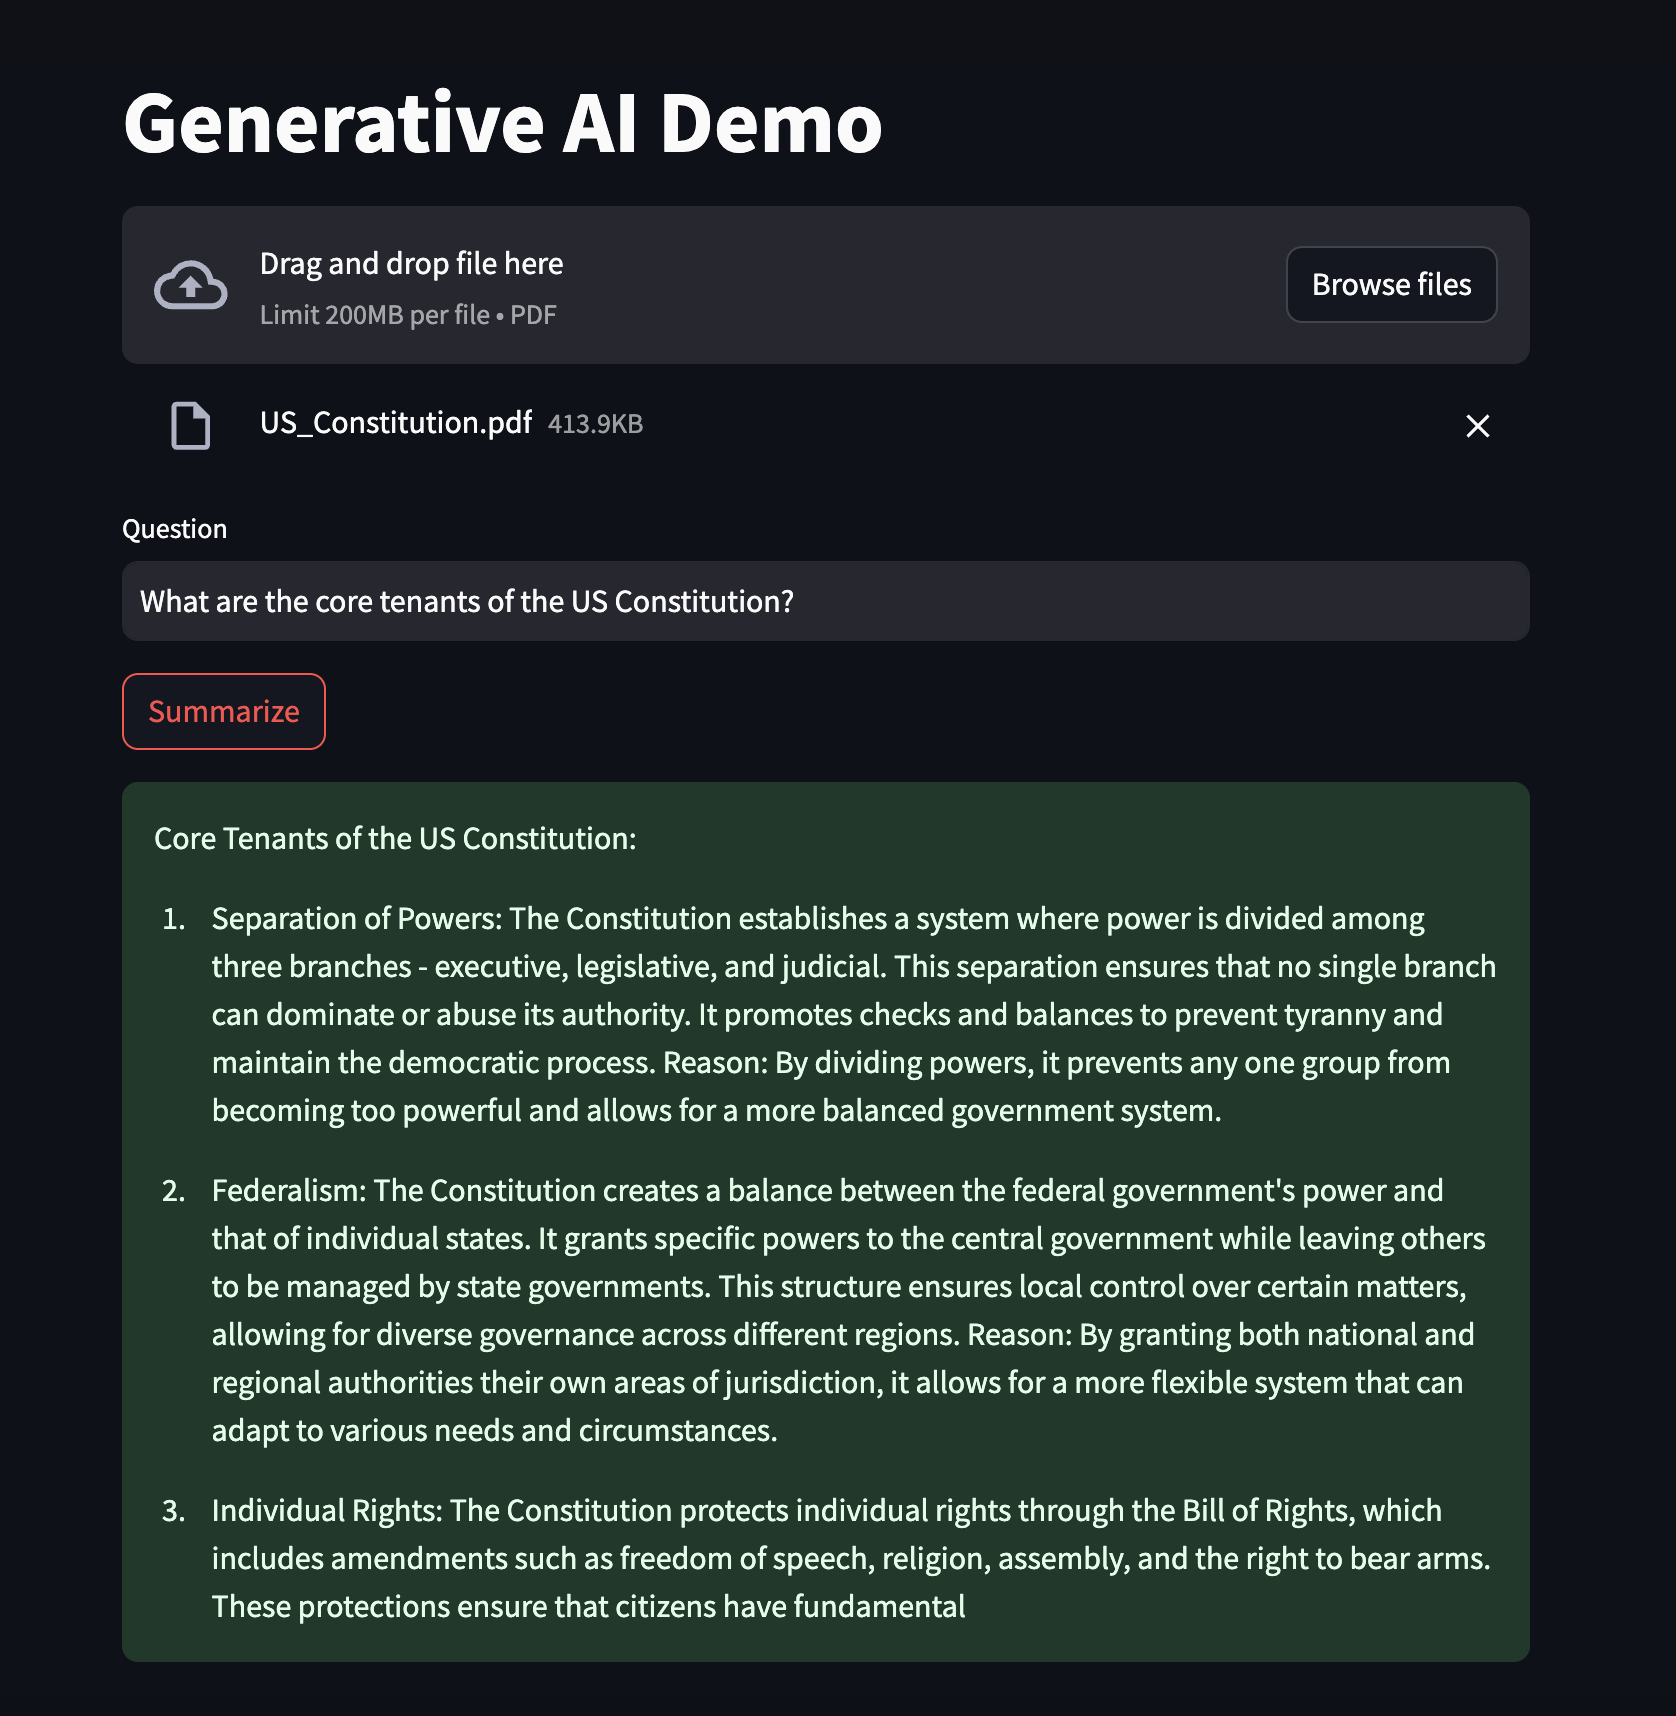 Generative AI Demo
Drag and drop file here
Limit 200MB per file • PDF
Browse files
US_Constitution.pdf 413.9KB
Question
What are the core tenants of the US Constitution?
Summarize
Core Tenants of the US Constitution:
1. Separation of Powers: The Constitution establishes a system where power is divided among
three branches - executive, legislative, and judicial. This separation ensures that no single branch
can dominate or abuse its authority. It promotes checks and balances to prevent tyranny and
maintain the democratic process. Reason: By dividing powers, it prevents any one group from
becoming too powerful and allows for a more balanced government system.
2. Federalism: The Constitution creates a balance between the federal government's power and
that of individual states. It grants specific powers to the central government while leaving others
to be managed by state governments. This structure ensures local control over certain matters,
allowing for diverse governance across different regions. Reason: By granting both national and
regional authorities their own areas of jurisdiction, it allows for a more flexible system that can
adapt to various needs and circumstances.
3. Individual Rights: The Constitution protects individual rights through the Bill of Rights, which
includes amendments such as freedom of speech, religion, assembly, and the right to bear arms.
These protections ensure that citizens have fundamental